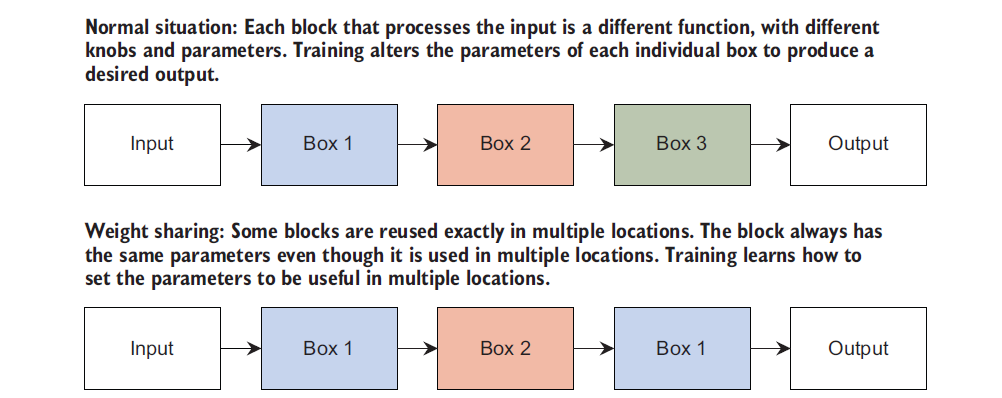 Normal situation: Each block that processes the input is a different function, with different
knobs and parameters. Training alters the parameters of each individual box to produce a
desired output.
Input
Box 1
Box 2
Box 3
Output
Weight sharing: Some blocks are reused exactly in multiple locations. The block always has
the same parameters even though it is used in multiple locations. Training learns how to
set the parameters to be useful in multiple locations.
Input
Box 1
Box 2
Box 1
Output